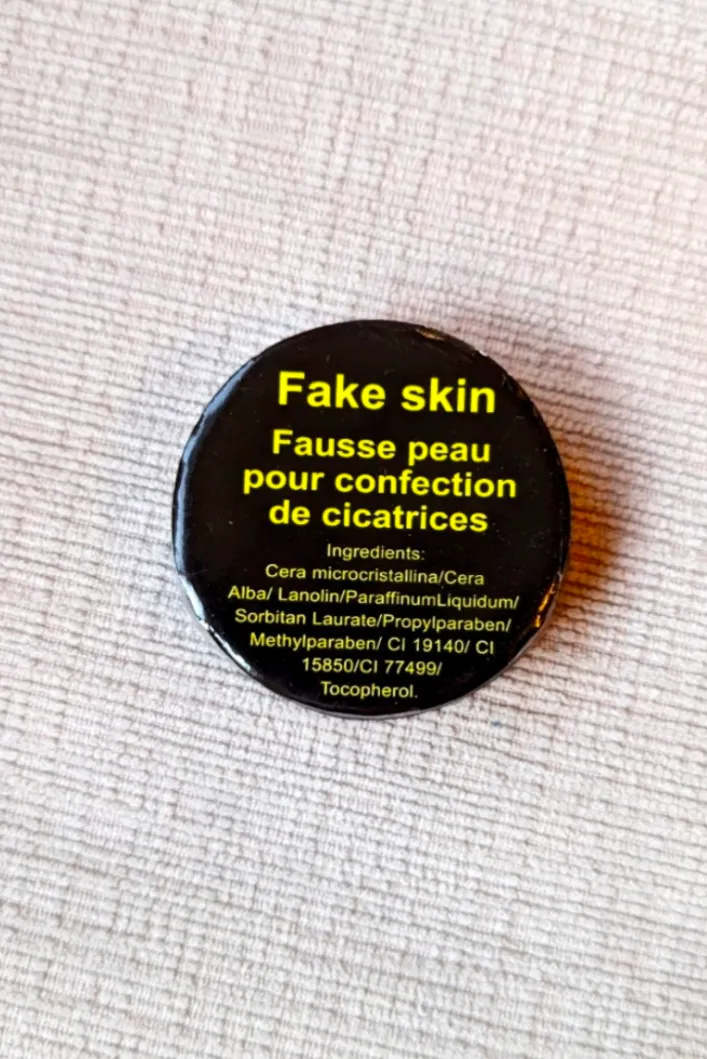 Fake skin
Fausse peau
pour confection
de cicatrices
Ingredients:
Cera microcristallina/Cera
Alba/ Lanolin/ParaffinumLiquidum/
Sorbitan Laurate/Propylparaben/
Methylparaben/ CI 19140/ CI
15850/CI 77499/
Tocopherol.